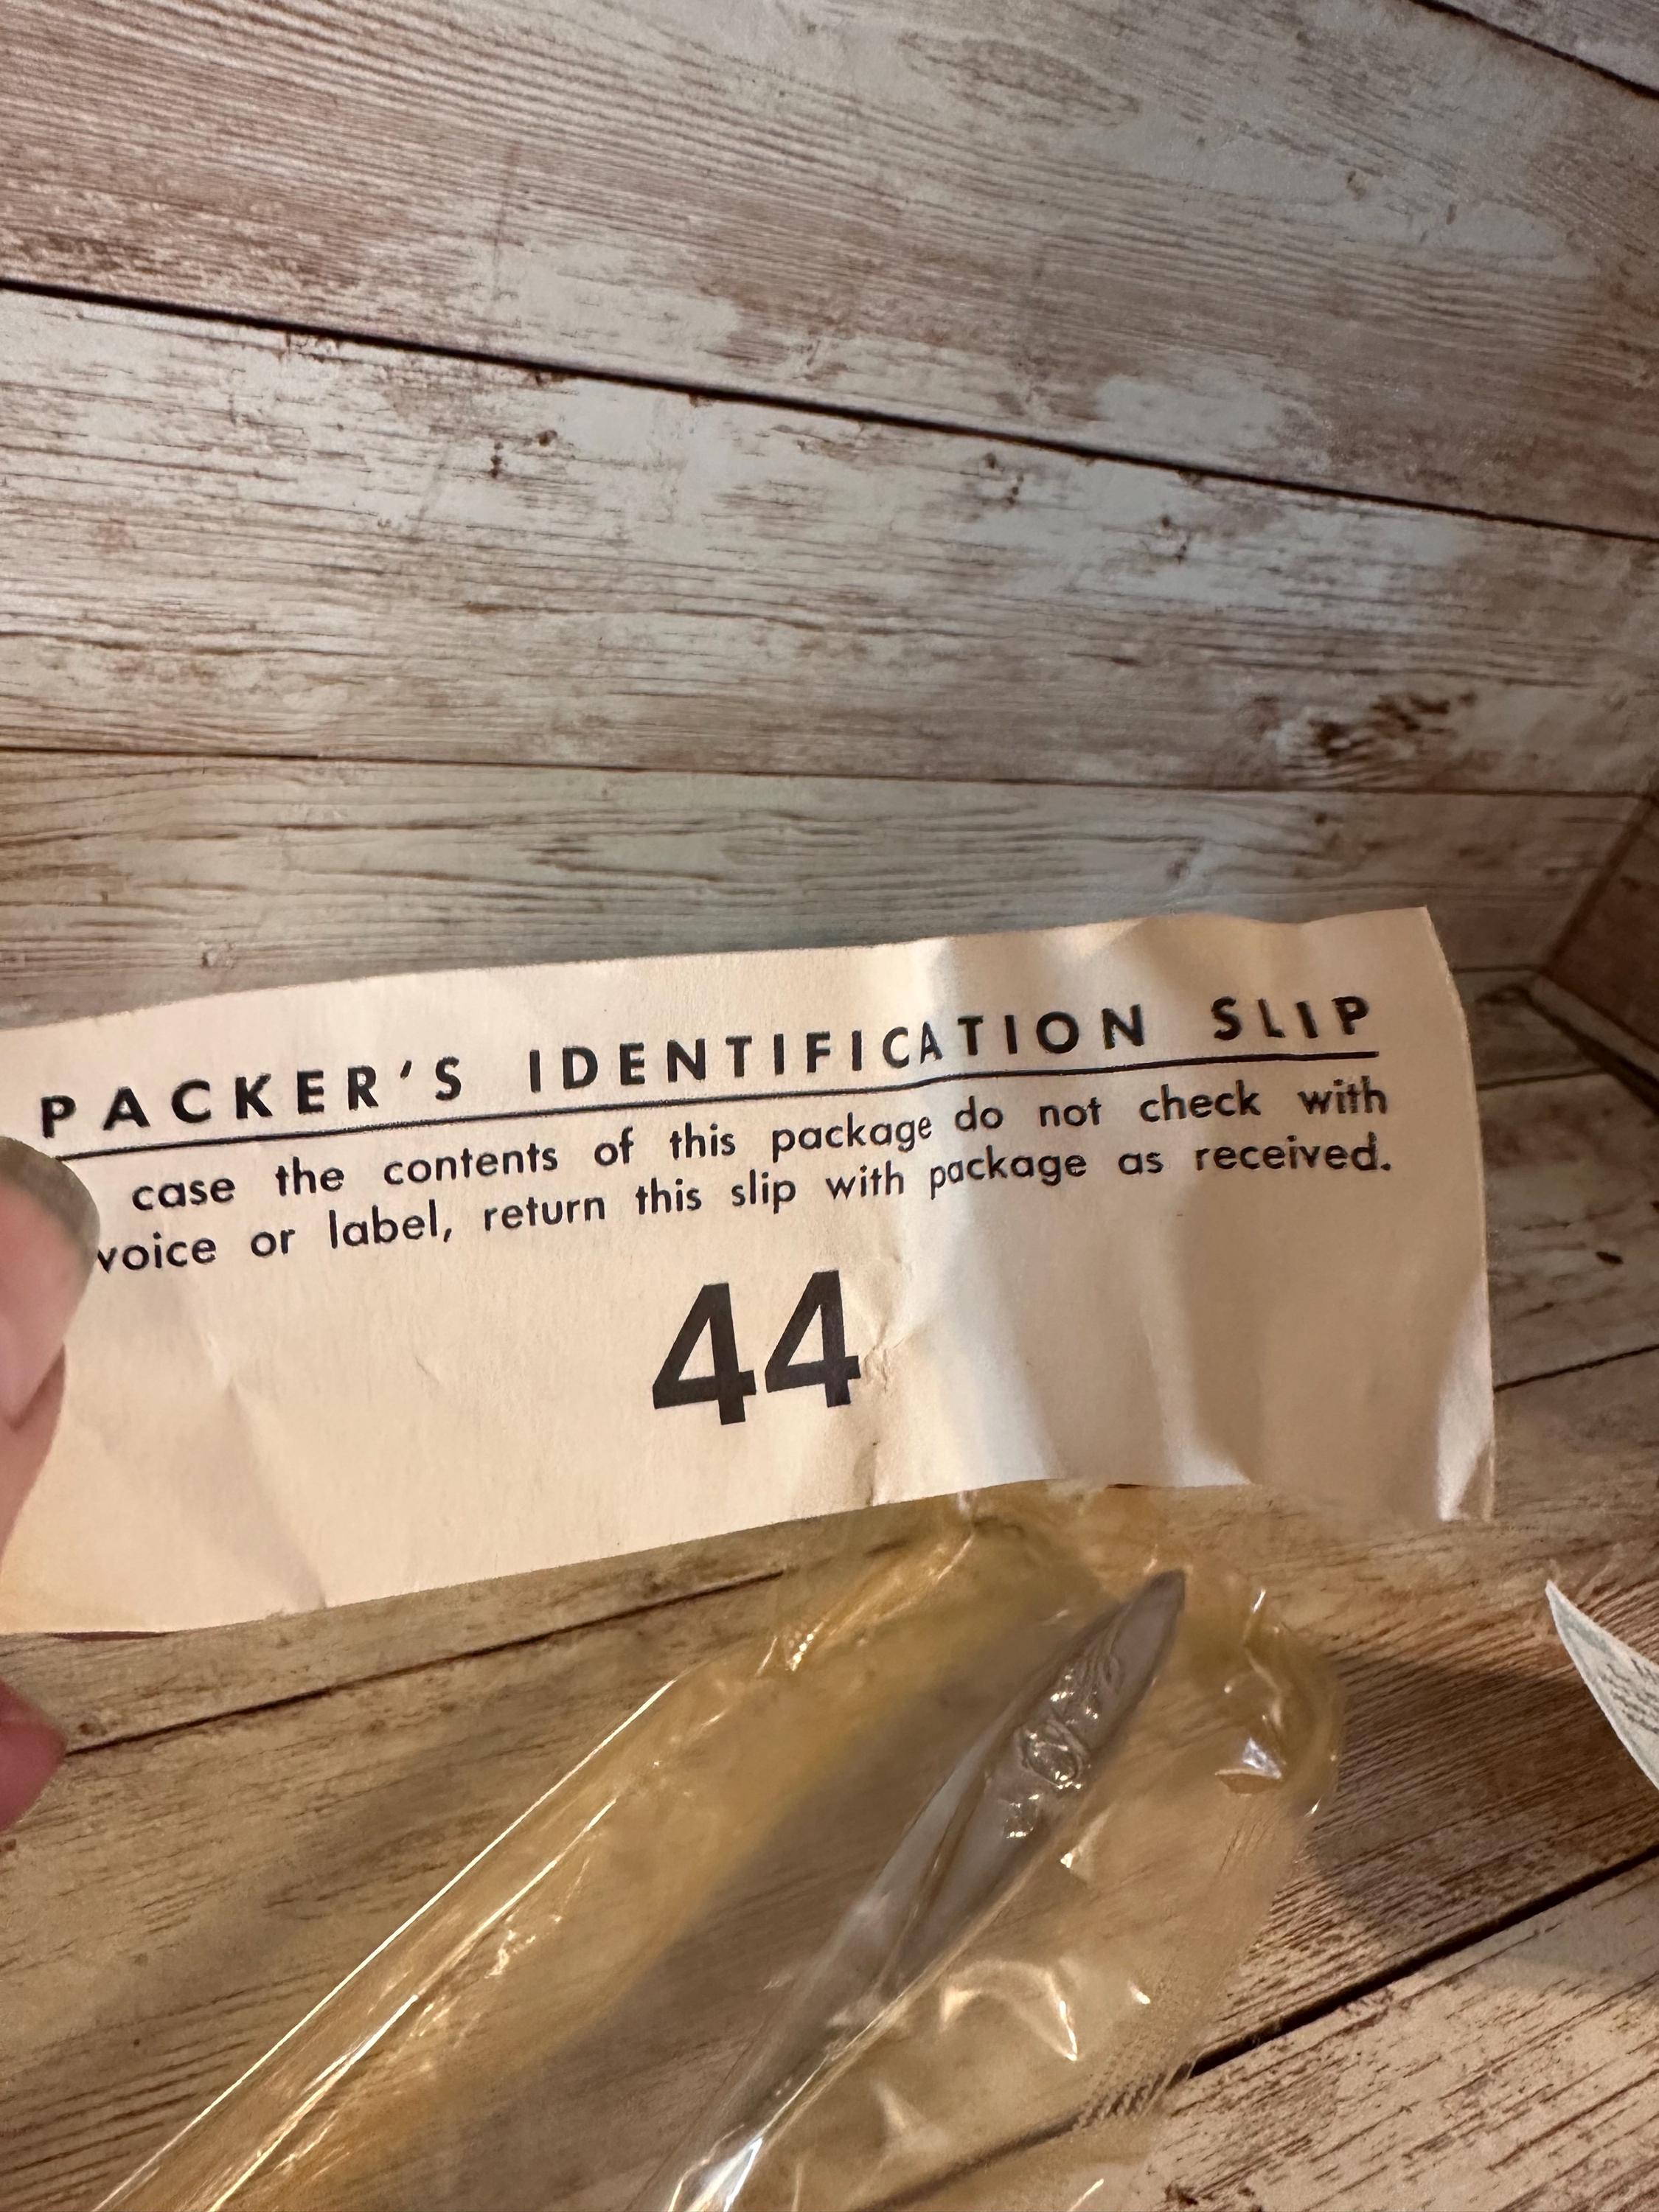 PACKER'S IDENTIFICATION SLIP
case the contents of this package do not check with
voice or label, return this slip with package as received.
44